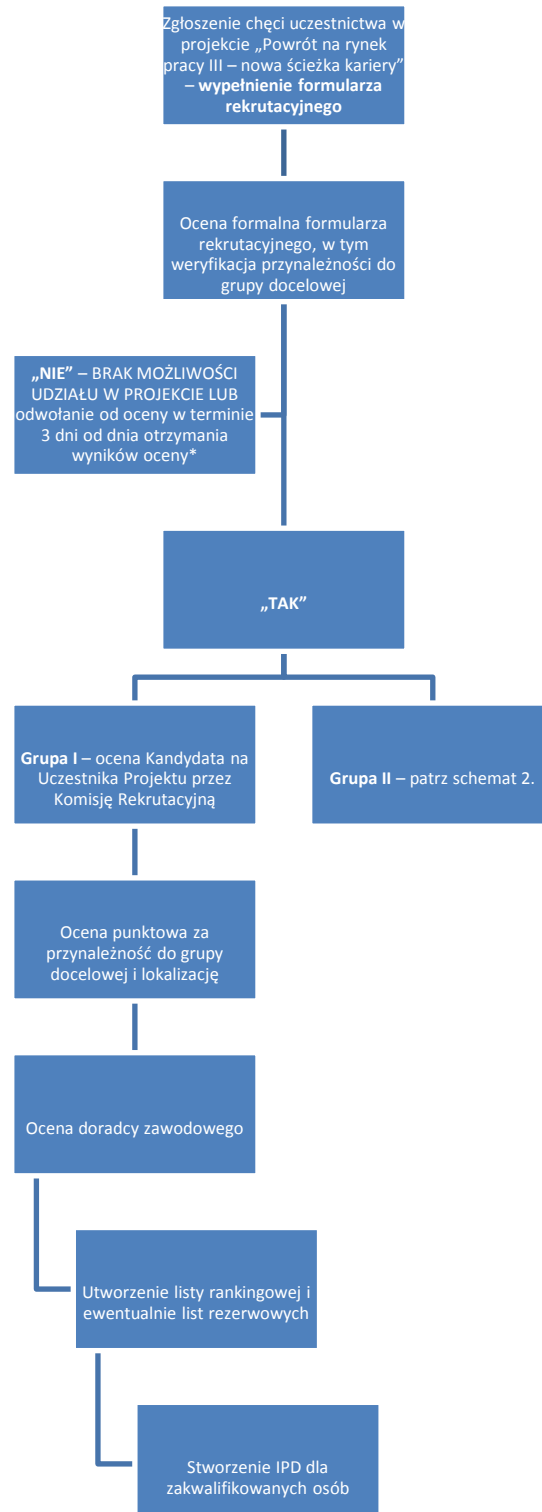 Zgłoszenie chęci uczestnictwa w
projekcie „Powrót na rynek
pracy III – nowa ścieżka kariery”
– wypełnienie formularza
rekrutacyjnego
Ocena formalna formularza
rekrutacyjnego, w tym
weryfikacja przynależności do
grupy docelowej
„NIE” – BRAK MOŻLIWOŚCI
UDZIAŁU W PROJEKCIE LUB
odwołanie od oceny w terminie
3 dni od dnia otrzymania
wyników oceny*
„TAK”
Grupa I – ocena Kandydata na
Uczestnika Projektu przez
Komisję Rekrutacyjną
Grupa II – patrz schemat 2.
Ocena punktowa za
przynależność do grupy
docelowej i lokalizację
Ocena doradcy zawodowego
Utworzenie listy rankingowej i
ewentualnie list rezerwowych
Stworzenie IPD dla
zakwalifikowanych osób